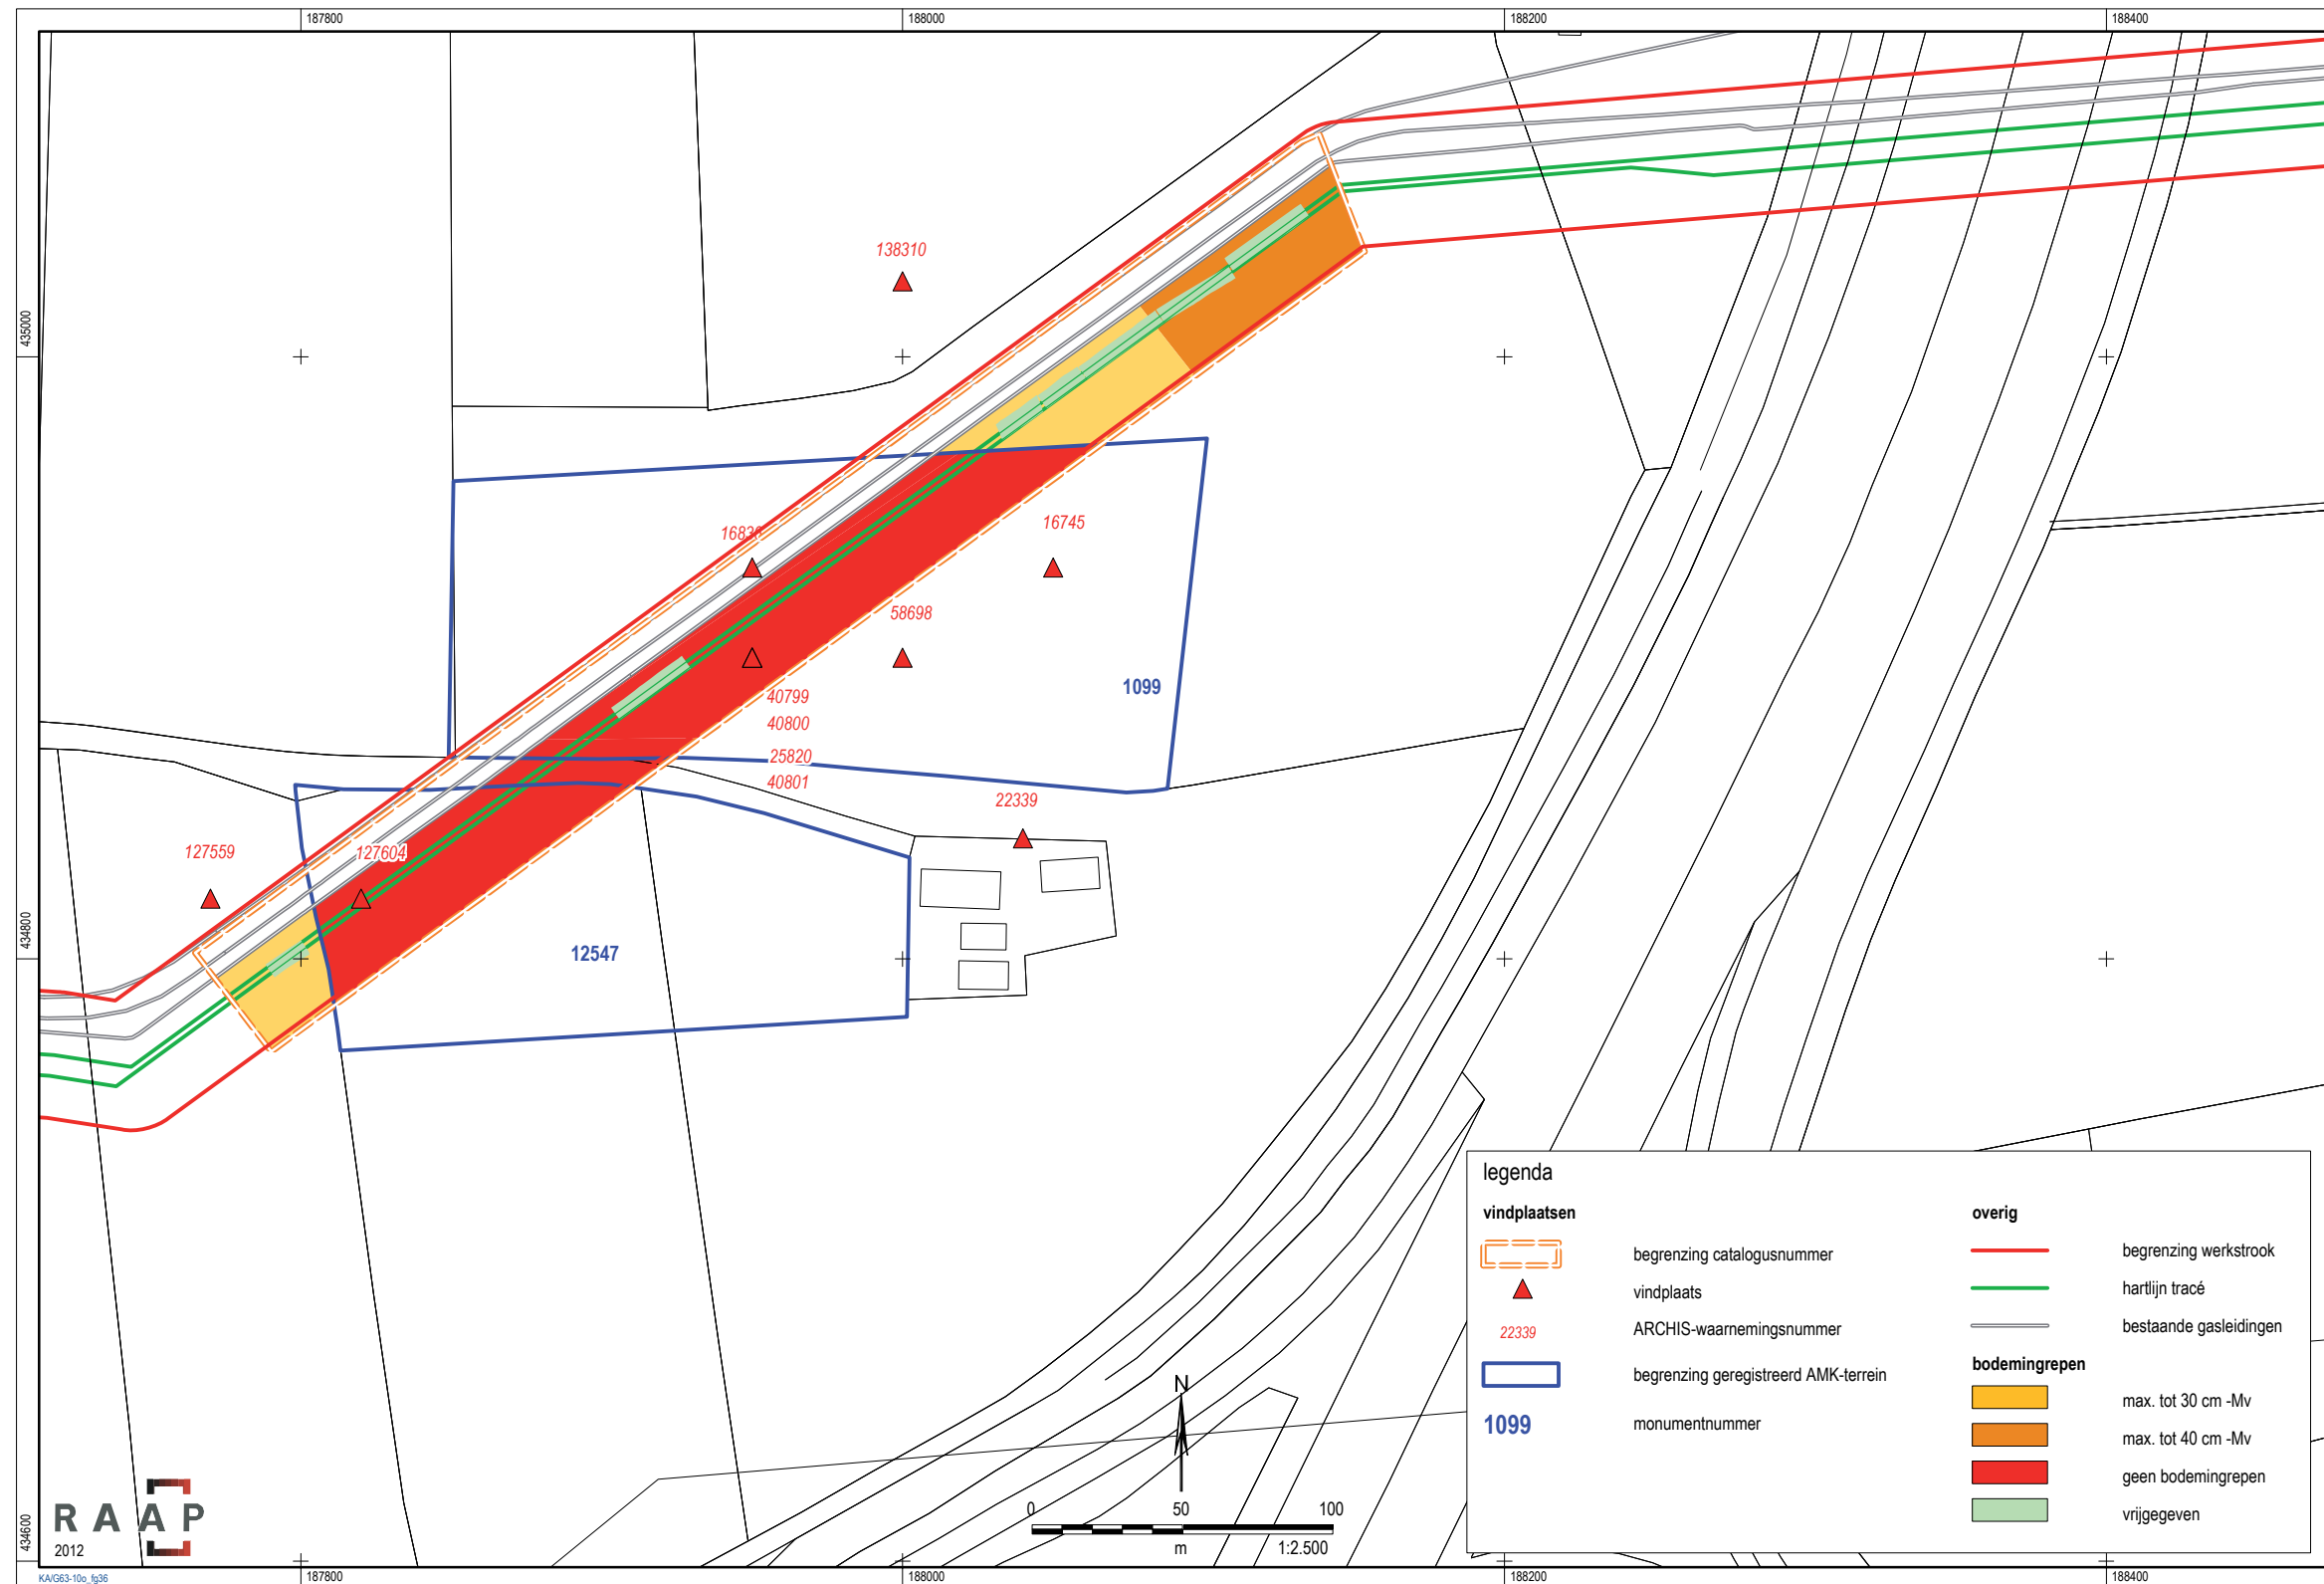 187800
188000
188200
188400
435000
434800
434600
138310
16745
58698
1099
40799
40800
25820
40801
22339
127559
127604
12547
legenda
vindplaatsen
begrenzing catalogusnummer
vindplaats
22339 ARCHIS-waarnemingsnummer
begrenzing geregistreerd AMK-terrein
1099 monumentnummer
overig
begrenzing werkstrook
hartlijn tracé
bestaande gasleidingen
bodemingrepen
max. tot 30 cm -Mv
max. tot 40 cm -Mv
geen bodemingrepen
vrijgegeven
N
0 50 100
m 1:2.500
RAAP
2012
KA/G63-10o_fg36
187800
188000
188200
188400